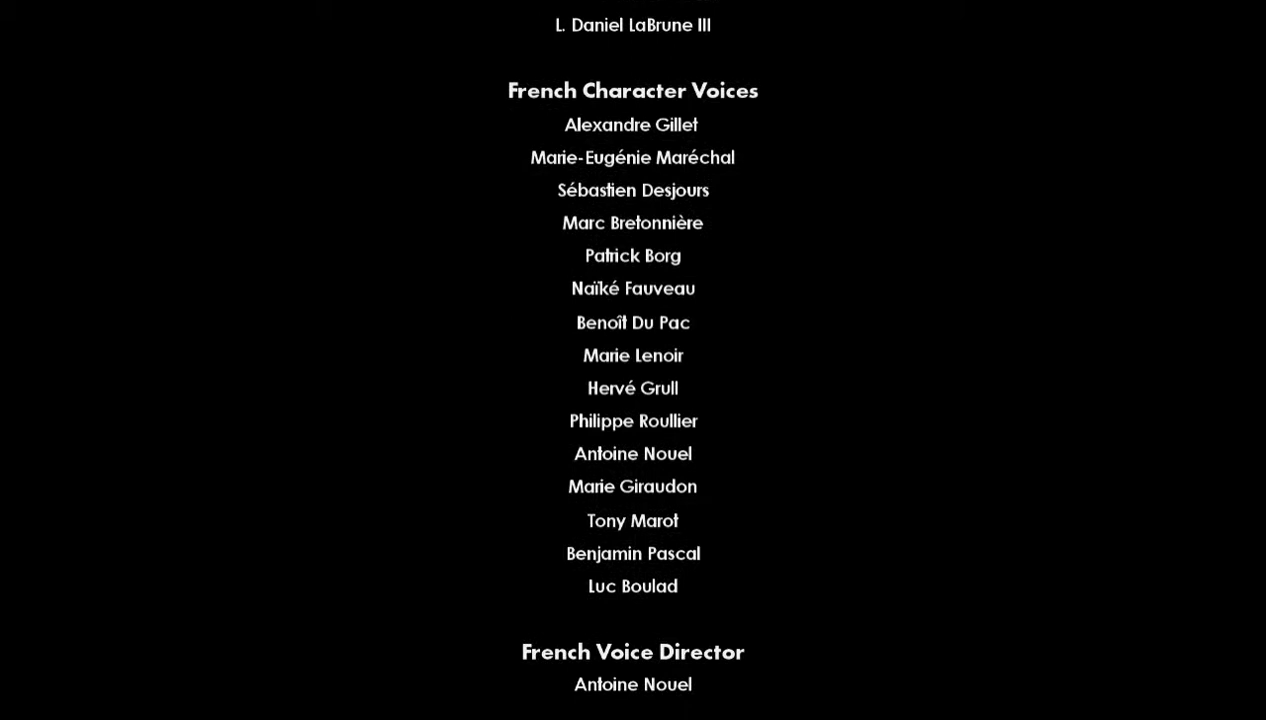 L. Daniel LaBrune III
French Character Voices
Alexandre Gillet
Marie-Eugénie Maréchal
Sébastien Desjours
Marc Bretonnière
Patrick Borg
Naïké Fauveau
Benoît Du Pac
Marie Lenoir
Hervé Grull
Philippe Roullier
Antoine Nouel
Marie Giraudon
Tony Marot
Benjamin Pascal
Luc Boulad
French Voice Director
Antoine Nouel